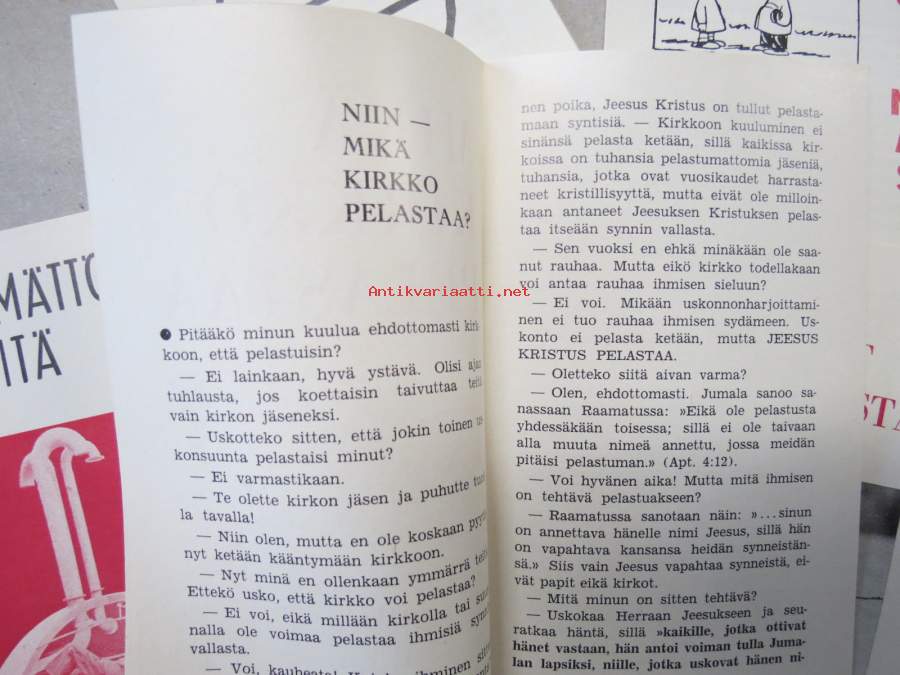 NIIN —
MIKÄ
KIRKKO
PELASTAA?
● Pitääkö minun kuulua ehdottomasti kirk-
koon, että pelastuisin?
— Ei lainkaan, hyvä ystävä. Olisi ajan
tuhlausta, jos koettaisin taivuttaa teitä
vain kirkon jäseneksi.
— Uskotteko sitten, että jokin toinen us
konsuunta pelastaisi minut?
— Ei varmastikaan.
— Te olette kirkon jäsen ja puhutte tuol
la tavalla!
— Niin olen, mutta en ole koskaan pyytä
nyt ketään kääntymään kirkkoon.
— Nyt minä en ollenkaan ymmärrä teitä
Ettekö usko, että kirkko voi pelastaa?
— Ei voi, eikä millään kirkolla tai suun
nalla ole voimaa pelastaa ihmisiä synnin
vallasta.
— Voi, kauheata! ihminen
nen poika, Jeesus Kristus on tullut pelasta-
maan syntisiä. — Kirkkoon kuuluminen ei
sinänsä pelasta ketään, sillä kaikissa kir-
koissa on tuhansia pelastumattomia jäseniä,
tuhansia, jotka ovat vuosikaudet harrasta-
neet kristillisyyttä, mutta eivät ole milloin-
kaan antaneet Jeesuksen Kristuksen pelas-
taa itseään synnin vallasta.
— Sen vuoksi en ehkä minäkään ole saa-
nut rauhaa. Mutta eikö kirkko todellakaan
voi antaa rauhaa ihmisen sieluun?
— Ei voi. Mikään uskonnonharjoittami-
nen ei tuo rauhaa ihmisen sydämeen. Us-
konto ei pelasta ketään, mutta JEESUS
KRISTUS PELASTAA.
— Oletteko siitä aivan varma?
— Olen, ehdottomasti. Jumala sanoo sa-
nassaan Raamatussa: »Eikä ole pelastusta
yhdessäkään toisessa; sillä ei ole taivaan
alla muuta nimeä annettu, jossa meidän
pitäisi pelastuman.» (Apt. 4:12).
— Voi hyvänen aika! Mutta mitä ihmisen
on tehtävä pelastuakseen?
— Raamatussa sanotaan näin: »...sinun
on annettava hänelle nimi Jeesus, sillä hän
on vapahtava kansansa heidän synneistän-
sä.» Siis vain Jeesus vapahtaa synneistä, ei-
vät papit eikä kirkot.
— Mitä minun on sitten tehtävä?
— Uskokaa Herraan Jeesukseen ja seu-
ratkaa häntä, sillä »kaikille, jotka ottivat
hänet vastaan, hän antoi voiman tulla Juma-
lan lapsiksi, niille, jotka uskovat hänen ni-
Antikvariaatti.net
MÄTTÖ
ITÄ